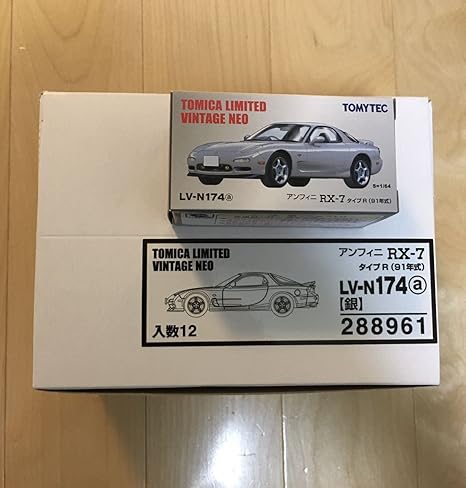 TOMICA LIMITED
VINTAGE NEO
TOMYTEC
S=1/64
LV-N174ⓐ
アンフィニ RX-7 タイプR (91年式)
TOMICA LIMITED
VINTAGE NEO
アンフィニ RX-7
タイプR (91年式)
LV-N174ⓐ
【銀】
入数12
288961